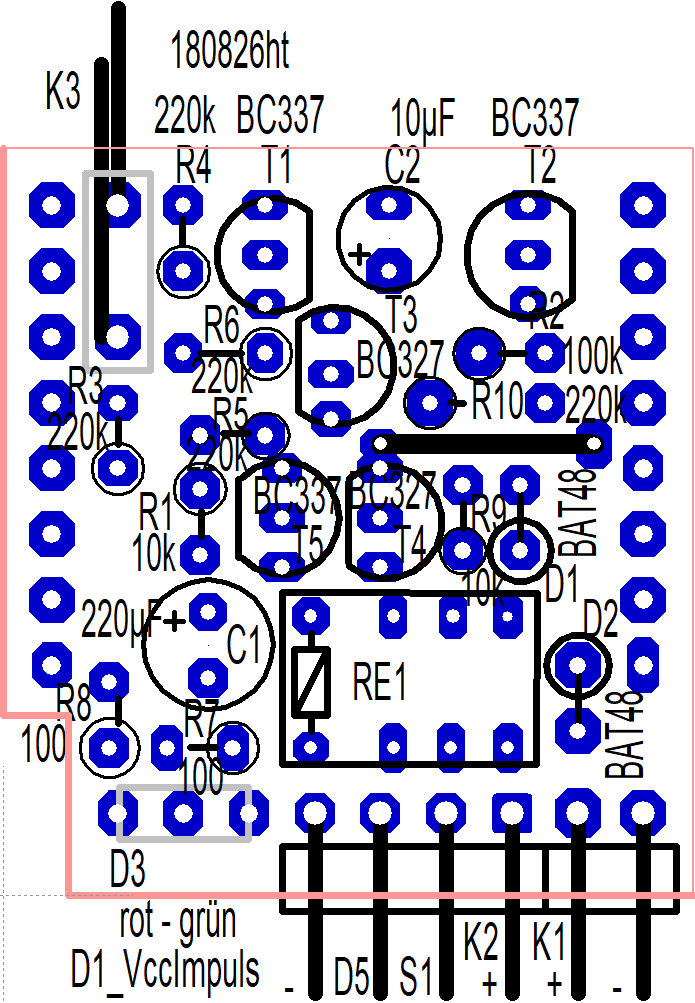 180826ht
K3
220k BC337 10µF BC337
R4 T1 C2 T2
+
R6 T3 R2
220k BC327 100k
R3 R10 220k
220k R5
220k
BC337 BC327 R9 BAT48
R1 T5 T4
10k 10k D1
220µF + D2
C1
RE1
R8 R7 BAT48
100 100
D3
rot - grün
D1_VccImpuls
- D5 S1 K2 K1
+ + -